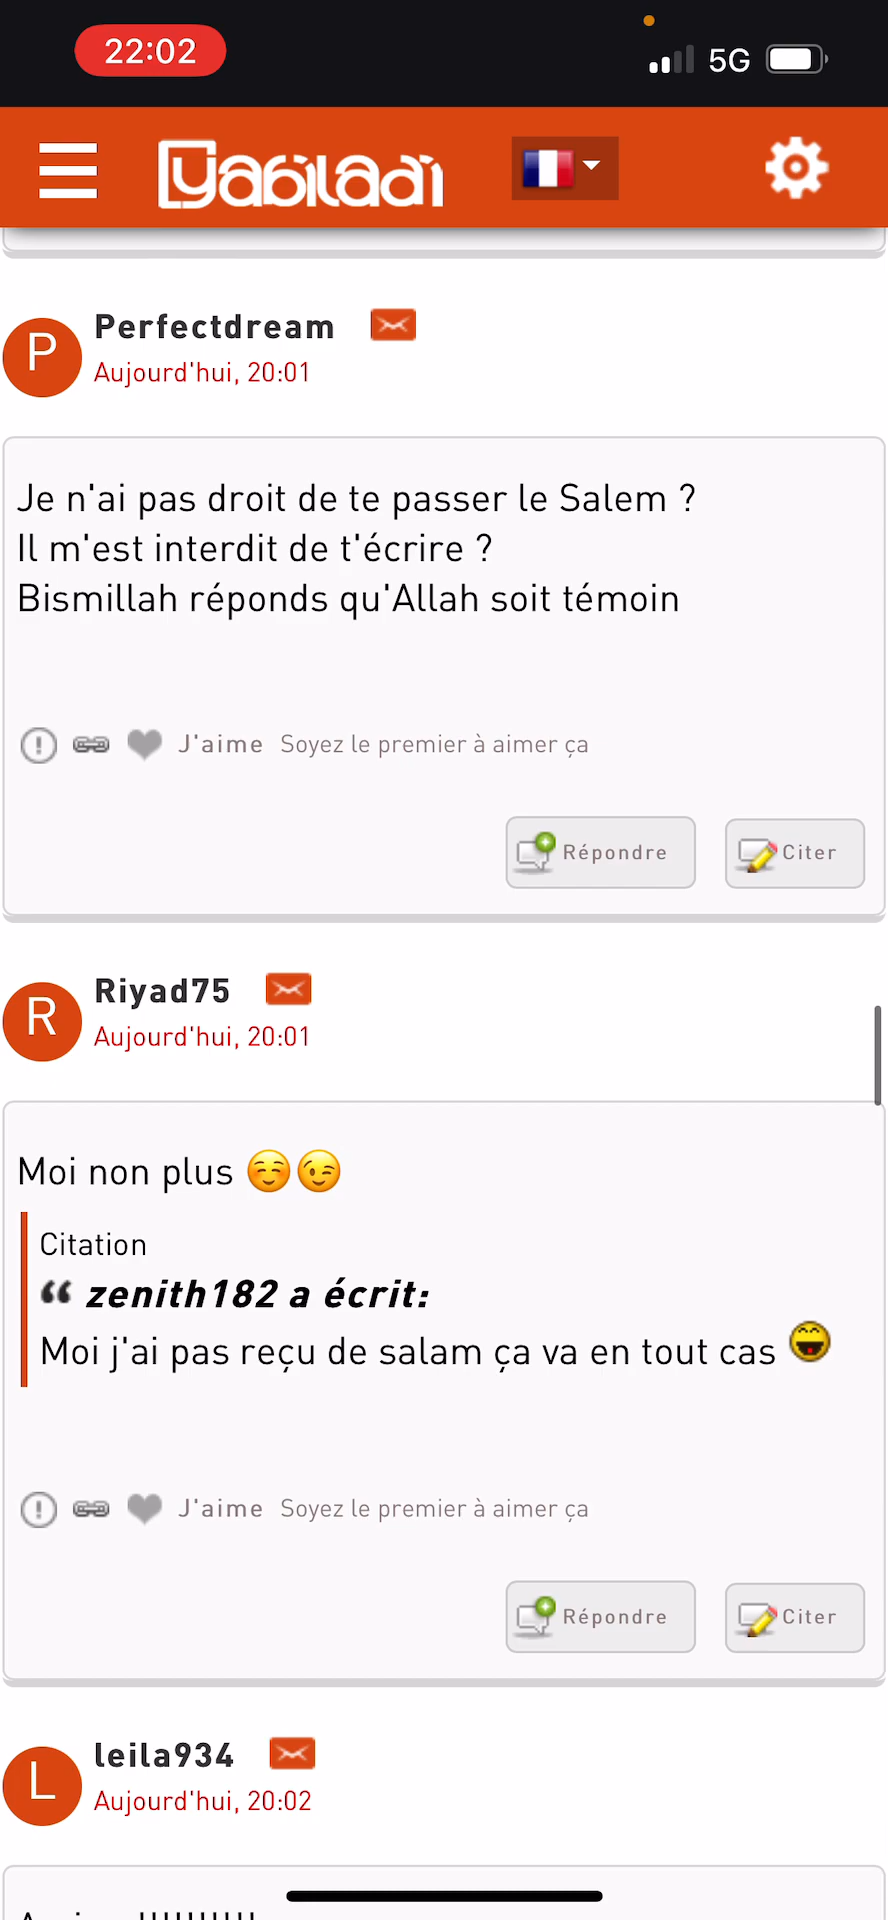 22:02
5G
Yabiladi
P
Perfectdream
Aujourd'hui, 20:01
Je n'ai pas droit de te passer le Salem ?
Il m'est interdit de t'écrire ?
Bismillah réponds qu'Allah soit témoin
J'aime Soyez le premier à aimer ça
Répondre Citer
R
Riyad75
Aujourd'hui, 20:01
Moi non plus ☺️😉
Citation
“ zenith182 a écrit:
Moi j'ai pas reçu de salam ça va en tout cas 😄
J'aime Soyez le premier à aimer ça
Répondre Citer
L
leila934
Aujourd'hui, 20:02